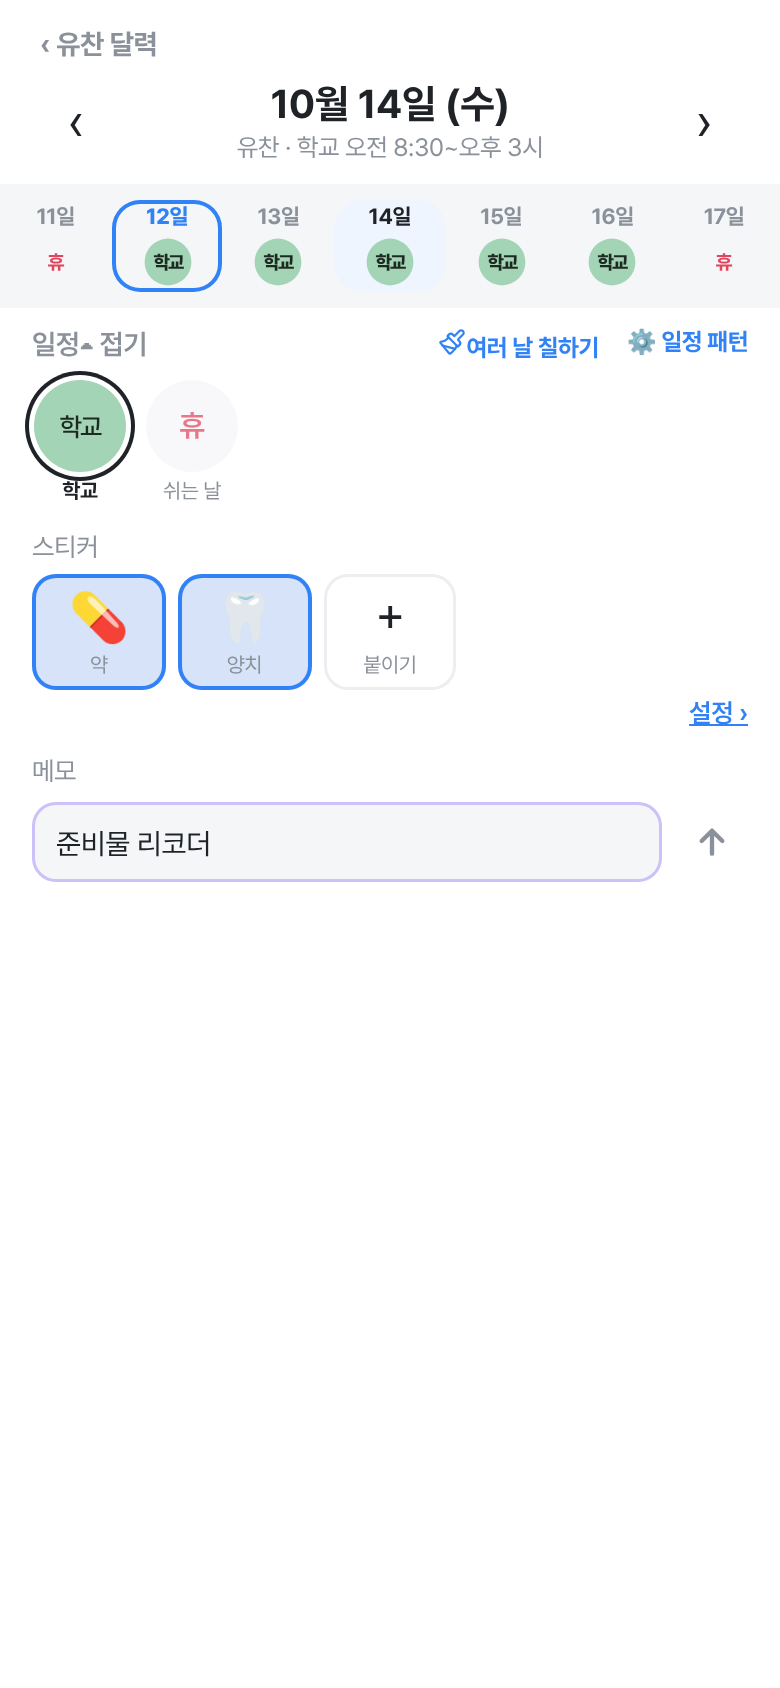 ‹ 유찬 달력
‹ 10월 14일 (수) ›
유찬 · 학교 오전 8:30~오후 3시
11일 12일 13일 14일 15일 16일 17일
휴 학교 학교 학교 학교 학교 휴
일정 접기 여러 날 칠하기 일정 패턴
학교 휴
학교 쉬는 날
스티커
+
약 양치 붙이기
설정 ›
메모
준비물 리코더